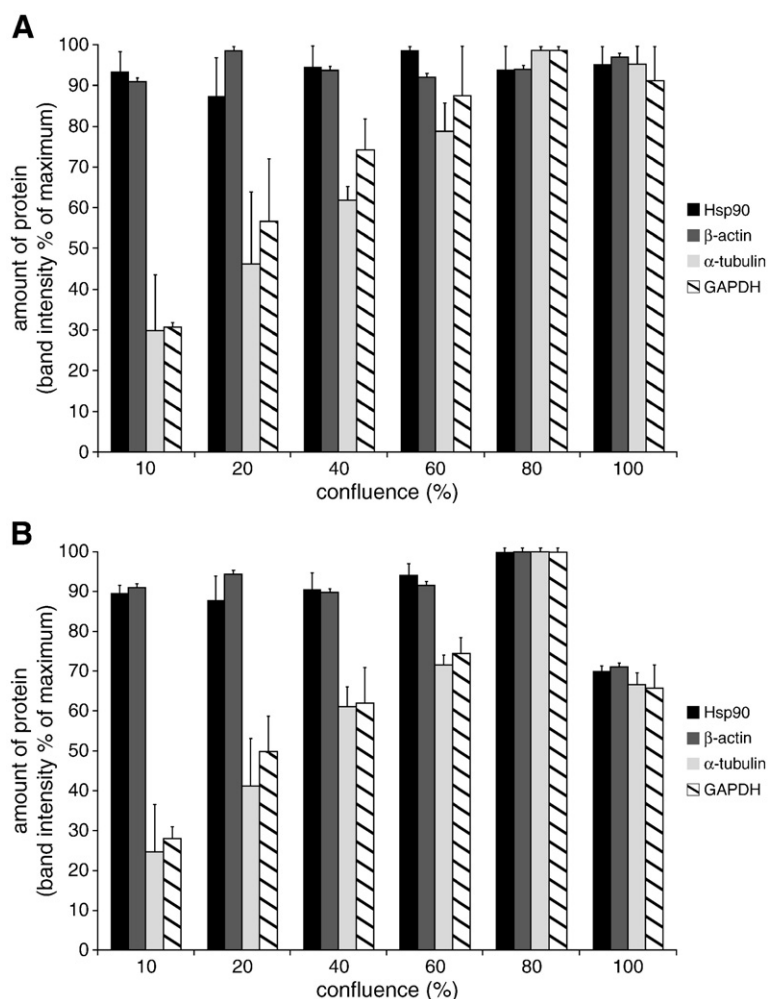 A
amount of protein
(band intensity % of maximum)
100
90
80
70
60
50
40
30
20
10
0
10 20 40 60 80 100
confluence (%)
Hsp90
β-actin
α-tubulin
GAPDH
B
amount of protein
(band intensity % of maximum)
100
90
80
70
60
50
40
30
20
10
0
10 20 40 60 80 100
confluence (%)
Hsp90
β-actin
α-tubulin
GAPDH